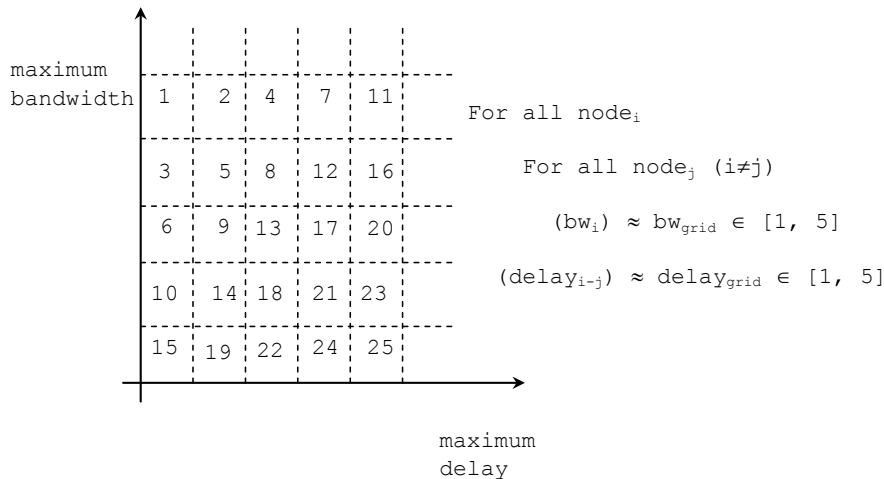 maximum
bandwidth
1 2 4 7 11
3 5 8 12 16
6 9 13 17 20
10 14 18 21 23
15 19 22 24 25
maximum
delay
For all nodeᵢ
For all nodeⱼ (i≠j)
(bwᵢ) ≈ bw_grid ∈ [1, 5]
(delayᵢ₋ⱼ) ≈ delay_grid ∈ [1, 5]